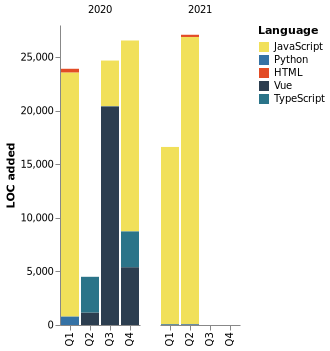 2020
2021
Language
JavaScript
Python
HTML
Vue
TypeScript
LOC added
25,000
20,000
15,000
10,000
5,000
0
Q1
Q2
Q3
Q4
Q1
Q2
Q3
Q4